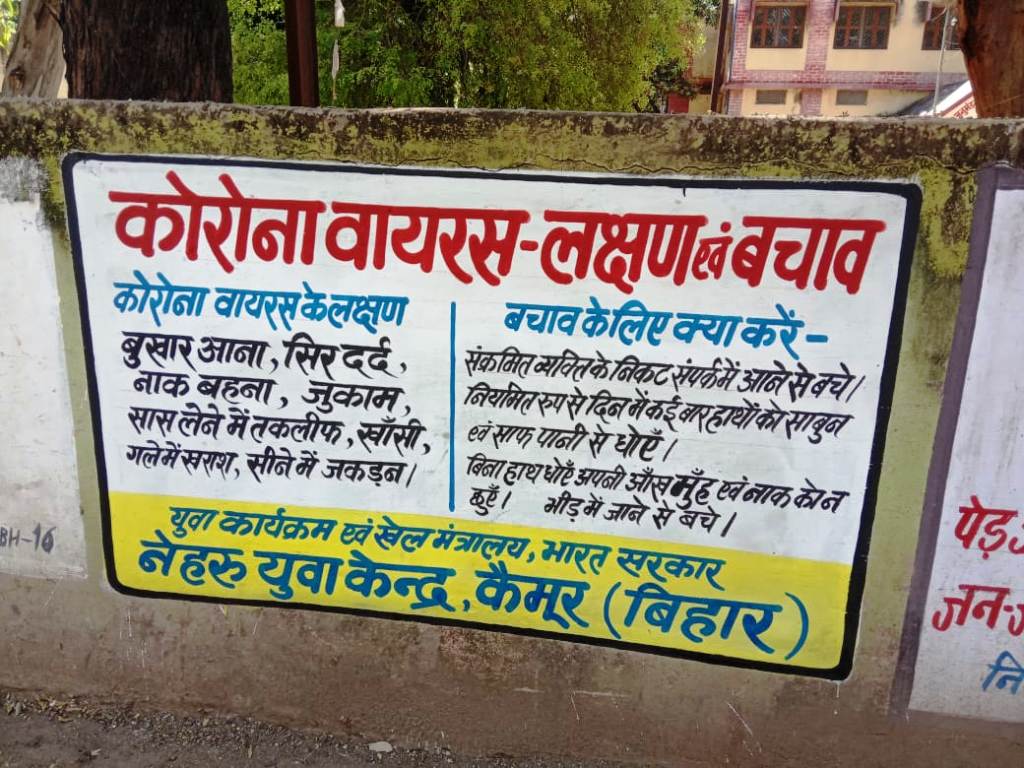 कोरोना वायरस-लक्षण एवं बचाव
कोरोना वायरस के लक्षण
बुखार आना, सिर दर्द,
नाक बहना, जुकाम,
सास लेने में तकलीफ, खाँसी,
गले में खराश, सीने में जकड़न।
बचाव के लिए क्या करें-
संक्रमित व्यक्ति के निकट संपर्क में आने से बचे।
नियमित रुप से दिन में कई बार हाथों को साबुन
एवं साफ पानी से धोएँ।
बिना हाथ धोएँ अपनी आँख मुँह एवं नाक को न
छुएँ। भीड़ में जाने से बचे।
युवा कार्यक्रम एवं खेल मंत्रालय, भारत सरकार
नेहरु युवा केन्द्र, कैमूर (बिहार)
BH-16
पेड़
जन-
नि